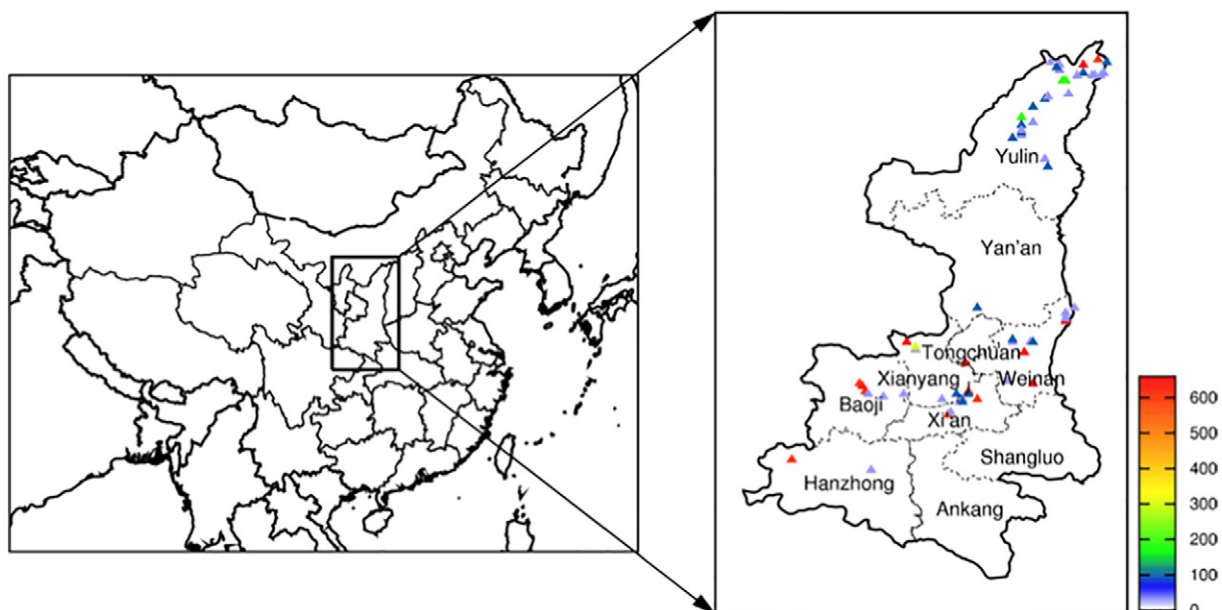 Yulin
Yan'an
Tongchuan
Xianyang
Weinan
Baoji
Xi'an
Shangluo
Hanzhong
Ankang
600
500
400
300
200
100
0